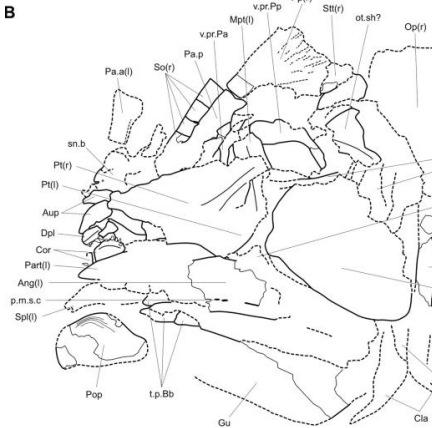 B
v.pr.Pp
Stt(r)
Mpt(l)
ot.sh?
Op(r)
v.pr.Pa
Pa.p
So(r)
Pa.a(l)
sn.b
Pt(r)
Pt(l)
Aup
Dpl
Cor
Part(l)
Ang(l)
p.m.s.c
Spl(l)
Pop
t.p.Bb
Gu
Cla